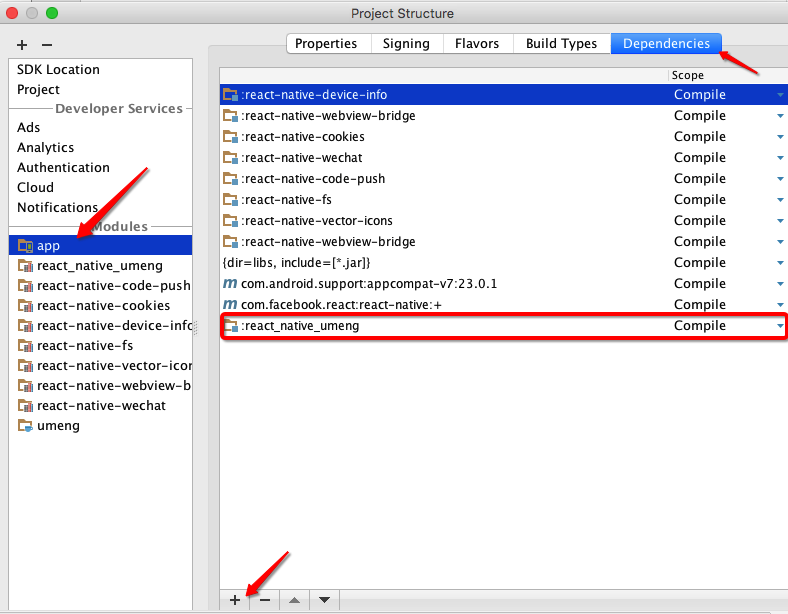 Project Structure
Properties
Signing
Flavors
Build Types
Dependencies
SDK Location
Project
Developer Services
Ads
Analytics
Authentication
Cloud
Notifications
Modules
app
react_native_umeng
react-native-code-push
react-native-cookies
react-native-device-info
react-native-fs
react-native-vector-icor
react-native-webview-b
react-native-wechat
umeng
Scope
:react-native-device-info Compile
:react-native-webview-bridge Compile
:react-native-cookies Compile
:react-native-wechat Compile
:react-native-code-push Compile
:react-native-fs Compile
:react-native-vector-icons Compile
:react-native-webview-bridge Compile
{dir=libs, include=[*.jar]} Compile
m com.android.support:appcompat-v7:23.0.1 Compile
m com.facebook.react:react-native:+ Compile
:react_native_umeng Compile